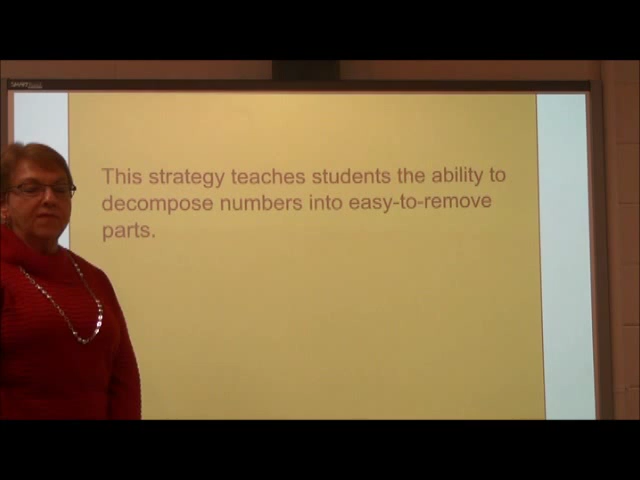 This strategy teaches students the ability to
decompose numbers into easy-to-remove
parts.